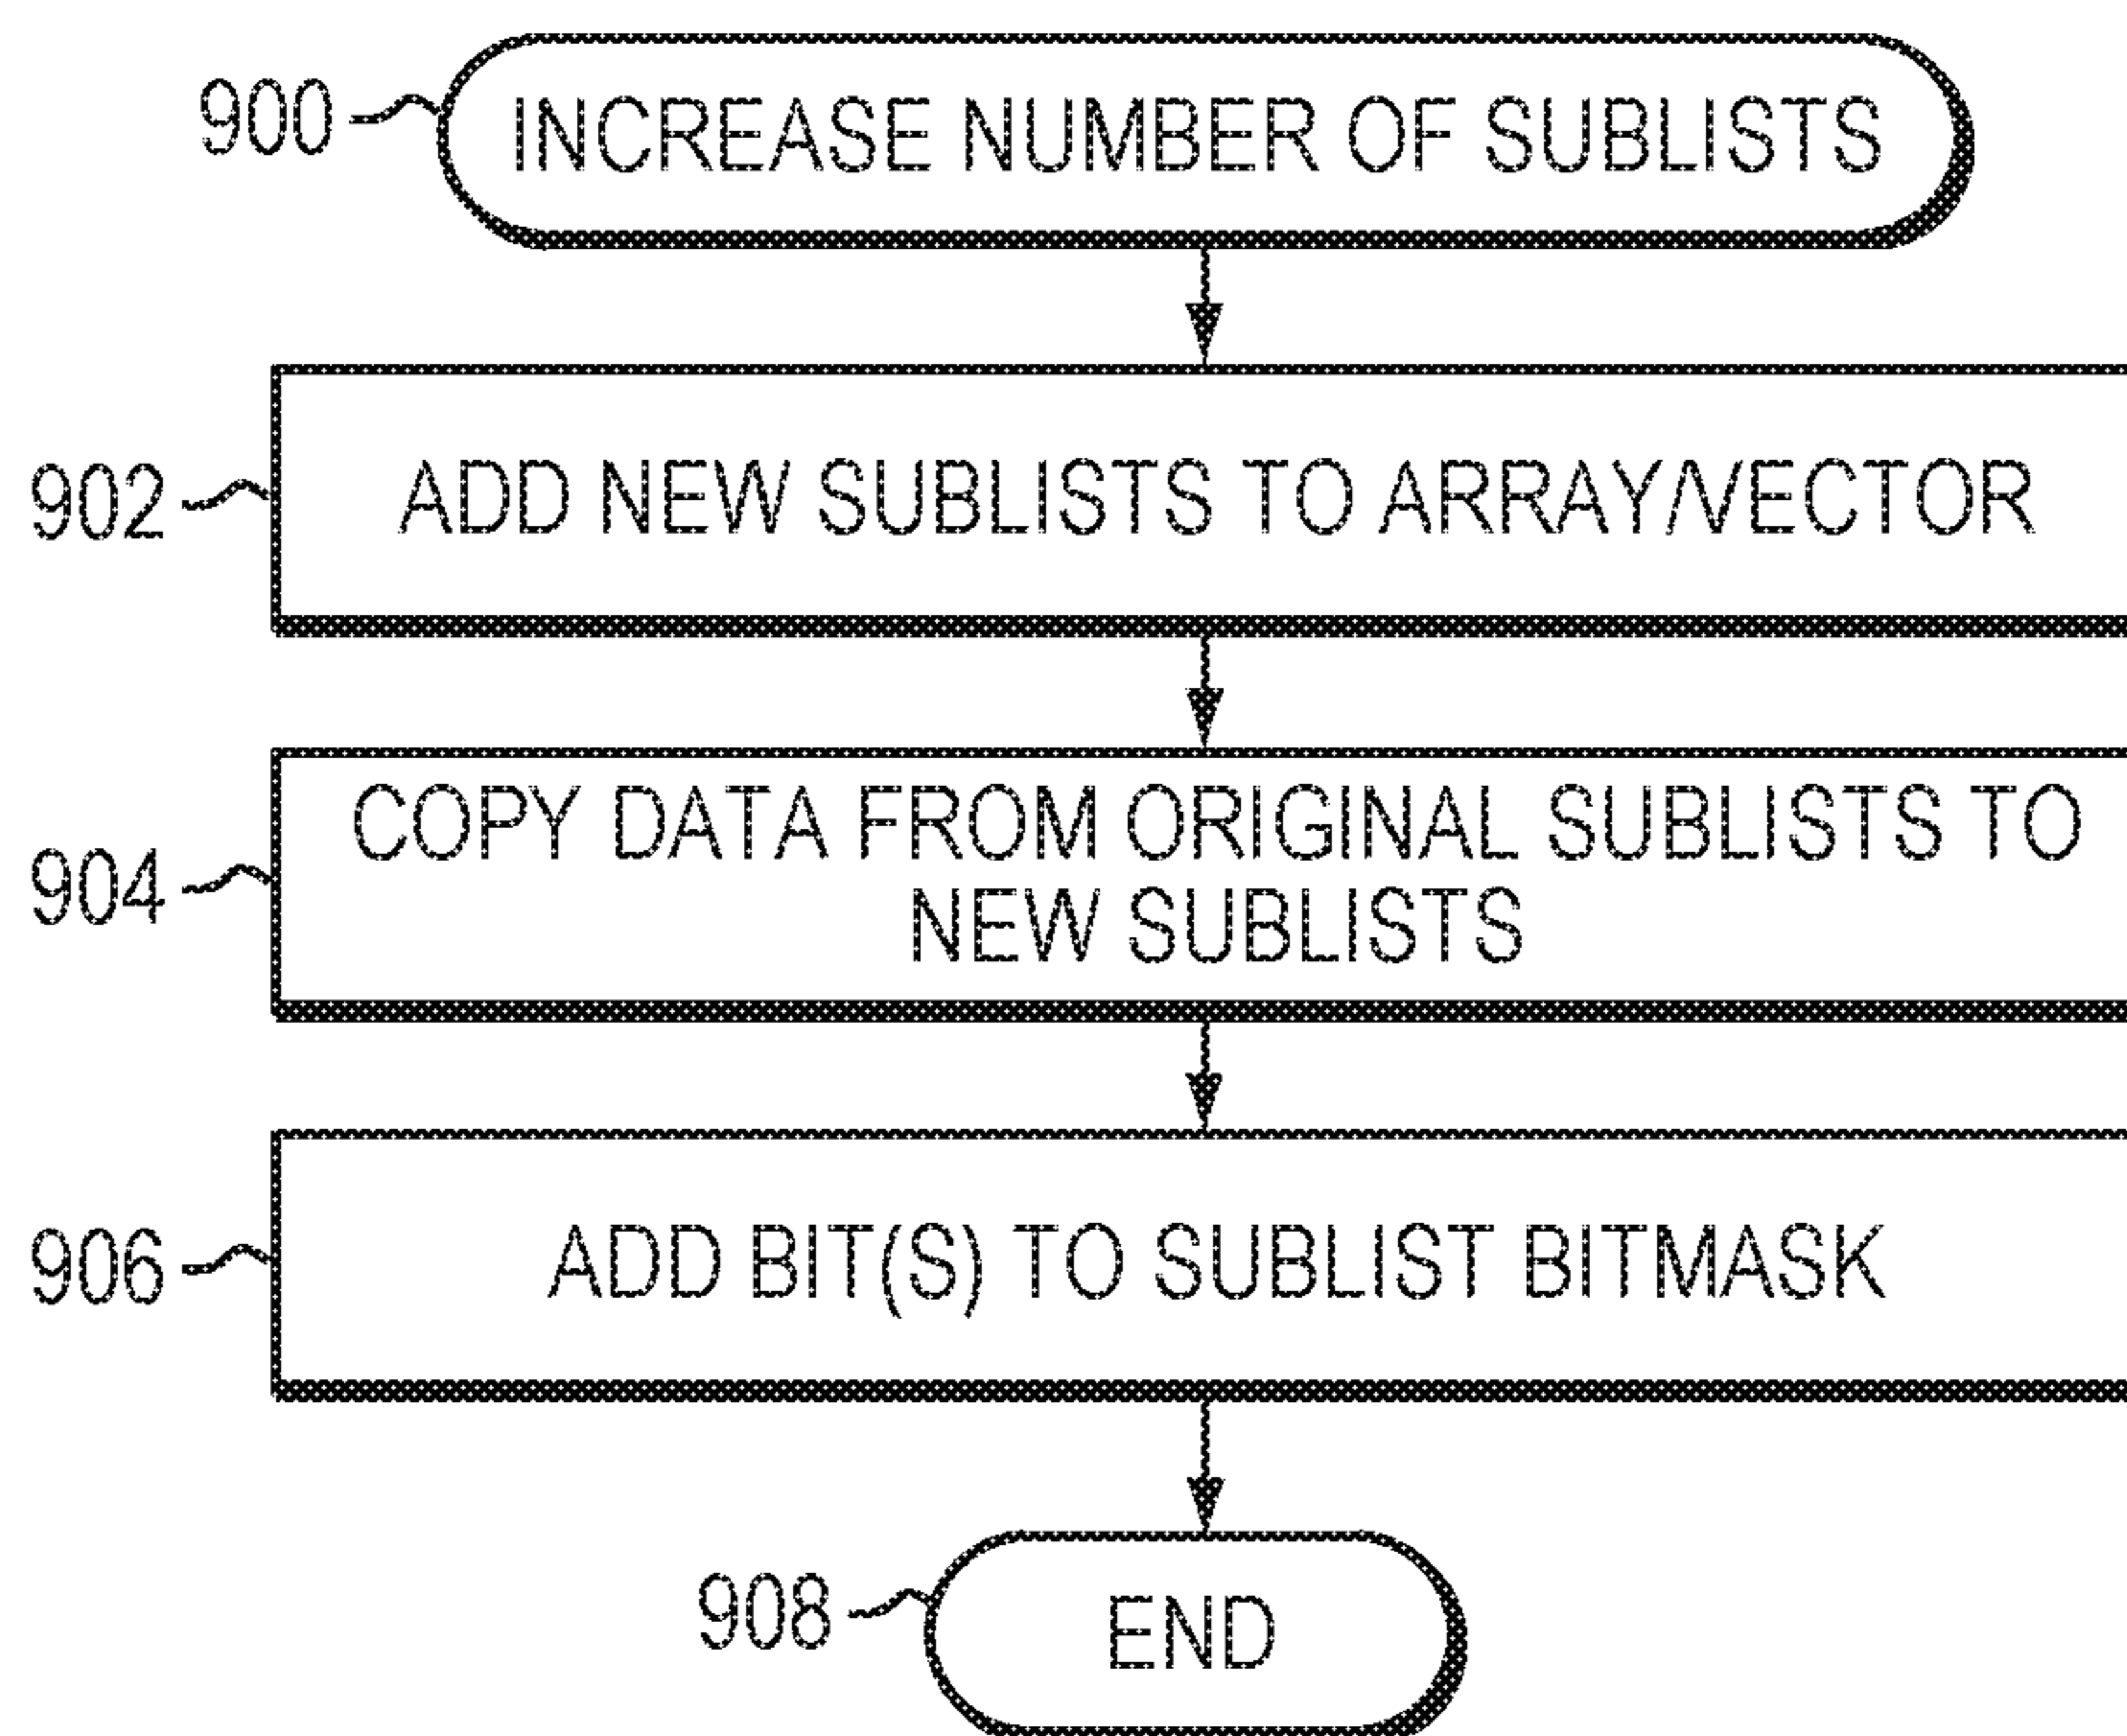 900
INCREASE NUMBER OF SUBLISTS
902
ADD NEW SUBLISTS TO ARRAY/VECTOR
904
COPY DATA FROM ORIGINAL SUBLISTS TO
NEW SUBLISTS
906
ADD BIT(S) TO SUBLIST BITMASK
908
END